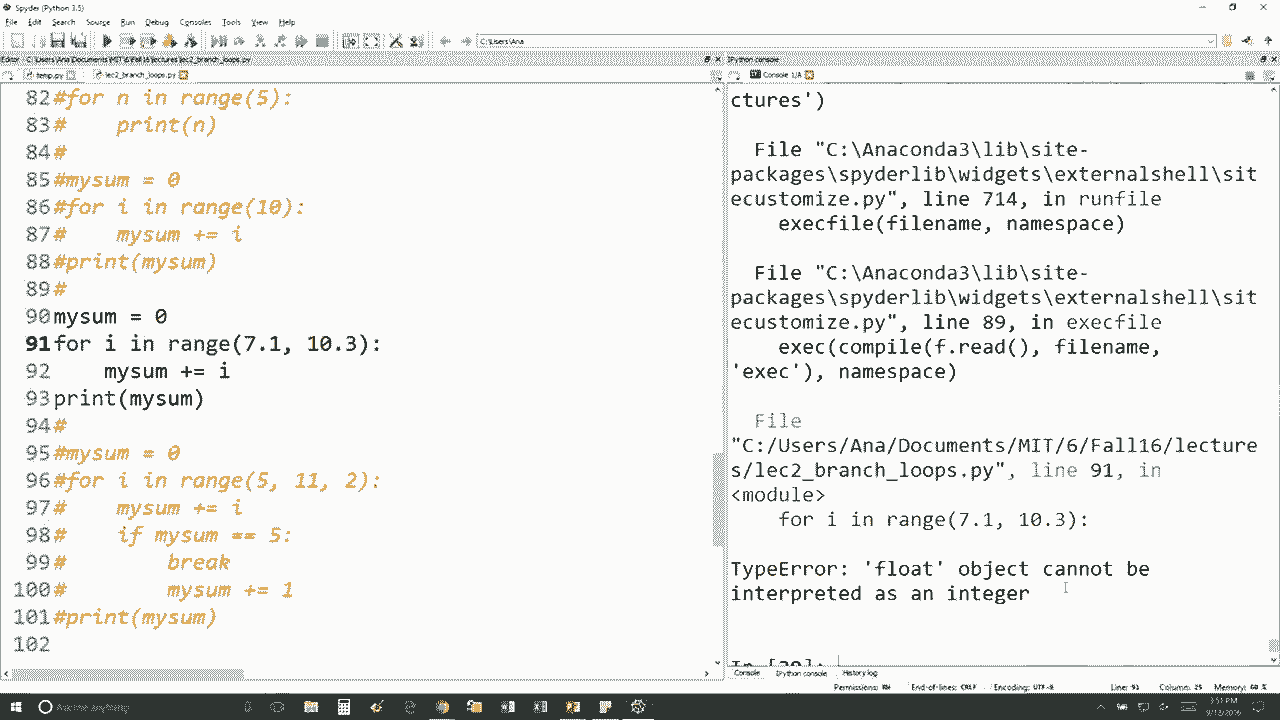 Spyder (Python 3.5)
File Edit Search Source Run Debug Consoles Tools View Help
C:\Users\Ana
Editor - C:\Users\Ana\Documents\MIT\6\Fall16\lectures\lec2_branch_loops.py
temp.py lec2_branch_loops.py
82 #for n in range(5):
83 #    print(n)
84 #
85 #mysum = 0
86 #for i in range(10):
87 #    mysum += i
88 #print(mysum)
89 #
90 mysum = 0
91 for i in range(7.1, 10.3):
92     mysum += i
93 print(mysum)
94 #
95 #mysum = 0
96 #for i in range(5, 11, 2):
97 #    mysum += i
98 #    if mysum == 5:
99 #        break
100 #        mysum += 1
101 #print(mysum)
102
IPython console
Console 1/A
ctures')
File "C:\Anaconda3\lib\site-
packages\spyderlib\widgets\externalshell\sit
ecustomize.py", line 714, in runfile
execfile(filename, namespace)
File "C:\Anaconda3\lib\site-
packages\spyderlib\widgets\externalshell\sit
ecustomize.py", line 89, in execfile
exec(compile(f.read(), filename,
'exec'), namespace)
File
"C:/Users/Ana/Documents/MIT/6/Fall16/lecture
s/lec2_branch_loops.py", line 91, in
<module>
for i in range(7.1, 10.3):
TypeError: 'float' object cannot be
interpreted as an integer
Console IPython console History log
Permissions: RW End-of-lines: CRLF Encoding: UTF-8 Line: 91 Column: 25 Memory: 60 %
Ask me anything
3:51 PM